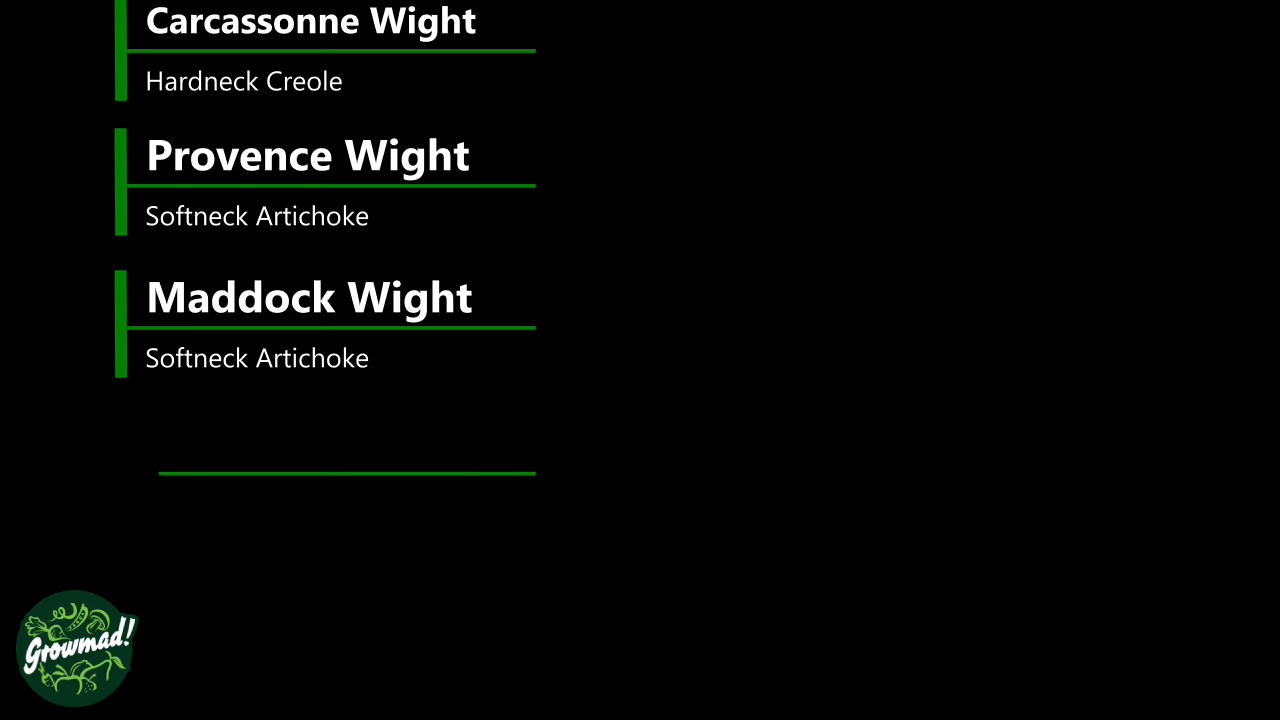 Carcassonne Wight
Hardneck Creole
Provence Wight
Softneck Artichoke
Maddock Wight
Softneck Artichoke
Growmad!